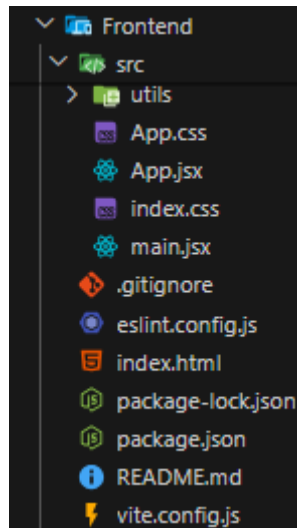 Frontend
src
utils
App.css
App.jsx
index.css
main.jsx
.gitignore
eslint.config.js
index.html
package-lock.json
package.json
README.md
vite.config.js